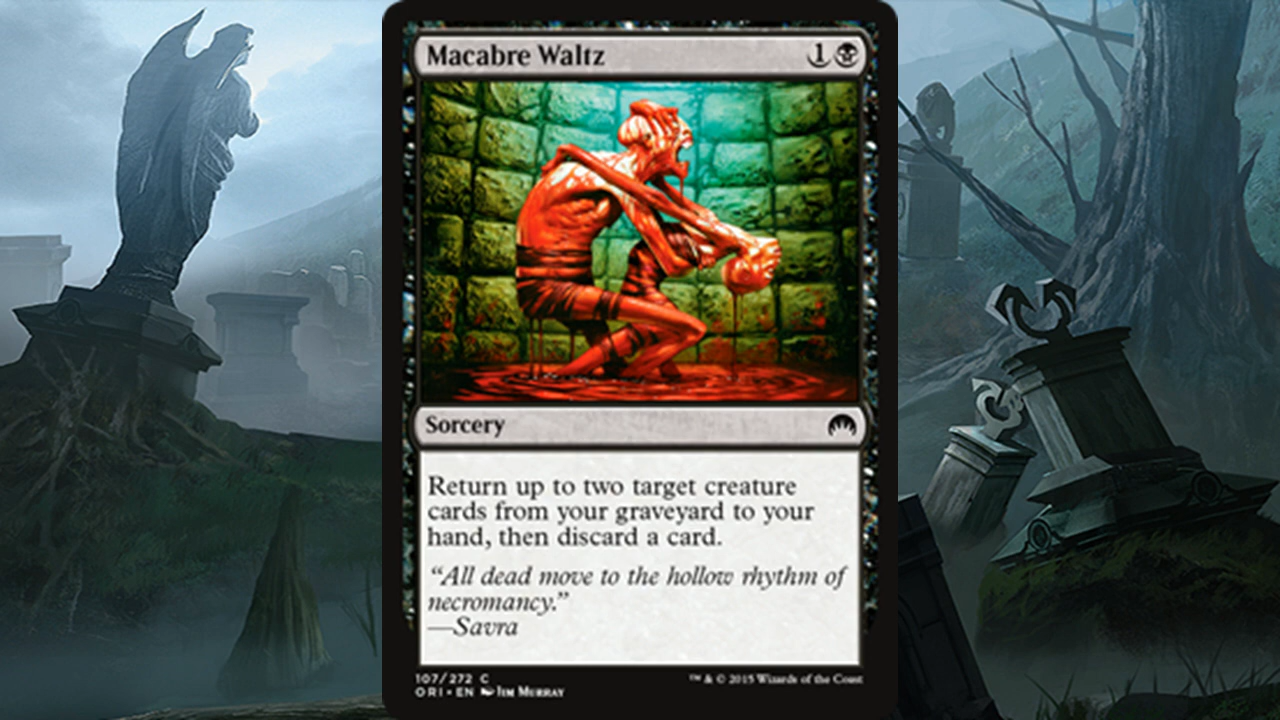 Macabre Waltz 1
Sorcery
Return up to two target creature
cards from your graveyard to your
hand, then discard a card.
“All dead move to the hollow rhythm of
necromancy.”
—Savra
107/272 C
ORI • EN Jim Murray
™ & © 2015 Wizards of the Coast